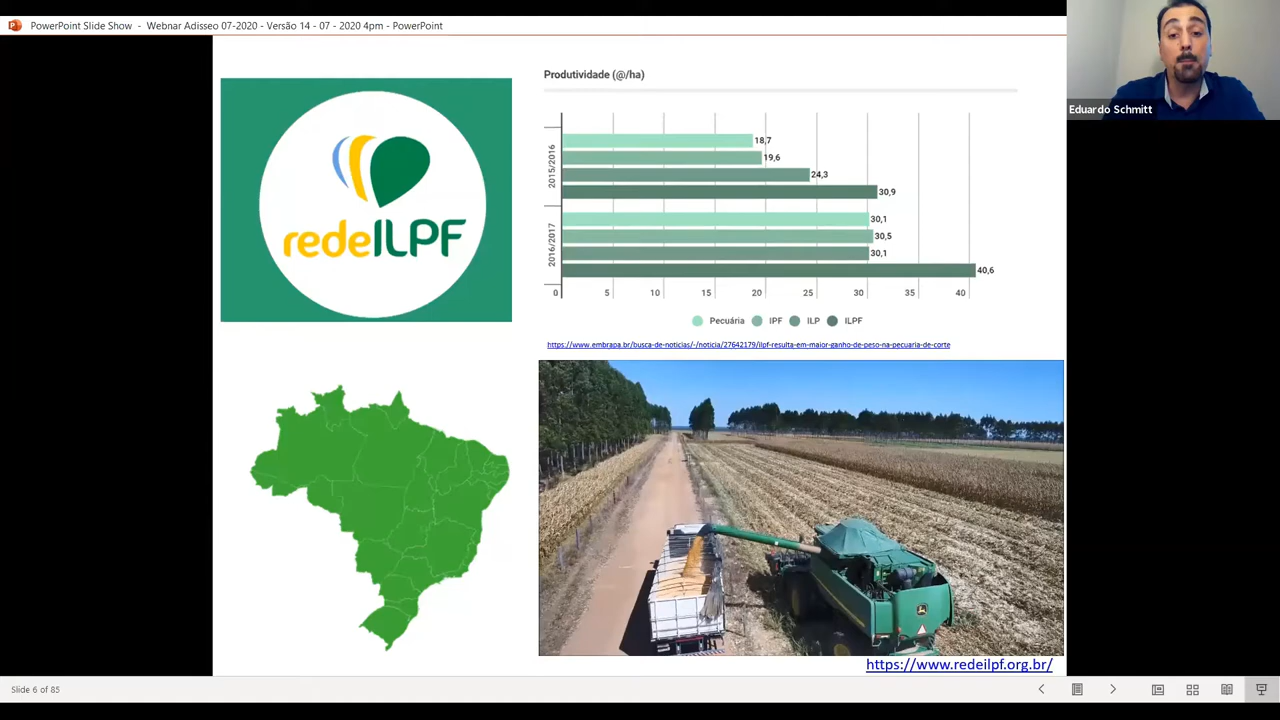 PowerPoint Slide Show - Webnar Adisseo 07-2020 - Versão 14 - 07 - 2020 4pm - PowerPoint
Eduardo Schmitt
redeILPF
Produtividade (@/ha)
2015/2016
18,7
19,6
24,3
30,9
2016/2017
30,1
30,5
30,1
40,6
0 5 10 15 20 25 30 35 40
Pecuária IPF ILP ILPF
https://www.embrapa.br/busca-de-noticias/-/noticia/27642179/ilpf-resulta-em-maior-ganho-de-peso-na-pecuaria-de-corte
https://www.redeilpf.org.br/
Slide 6 of 85